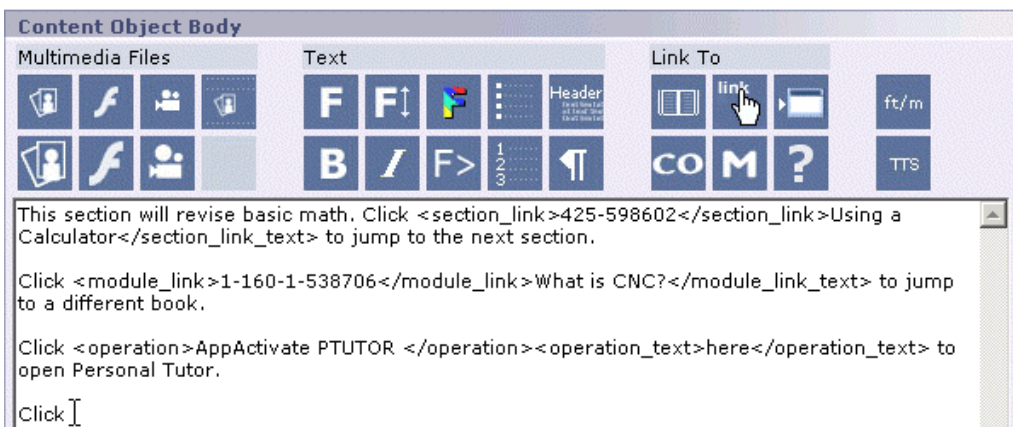 Content Object Body
Multimedia Files Text Link To
F F F Header link ft/m
B I F> 1 2 3 ¶ CO M ? TTS
This section will revise basic math. Click <section_link>425-598602</section_link>Using a
Calculator</section_link_text> to jump to the next section.
Click <module_link>1-160-1-538706</module_link>What is CNC?</module_link_text> to jump
to a different book.
Click <operation>AppActivate PTUTOR </operation><operation_text>here</operation_text> to
open Personal Tutor.
Click